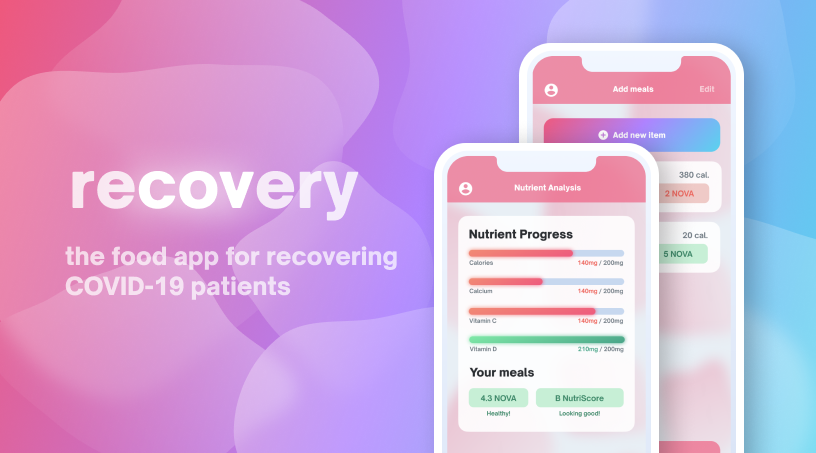 recovery
the food app for recovering
COVID-19 patients
Add meals
Edit
Add new item
380 cal.
2 NOVA
20 cal.
5 NOVA
Nutrient Analysis
Nutrient Progress
Calories 140mg / 200mg
Calcium 140mg / 200mg
Vitamin C 140mg / 200mg
Vitamin D 210mg / 200mg
Your meals
4.3 NOVA B NutriScore
Healthy! Looking good!